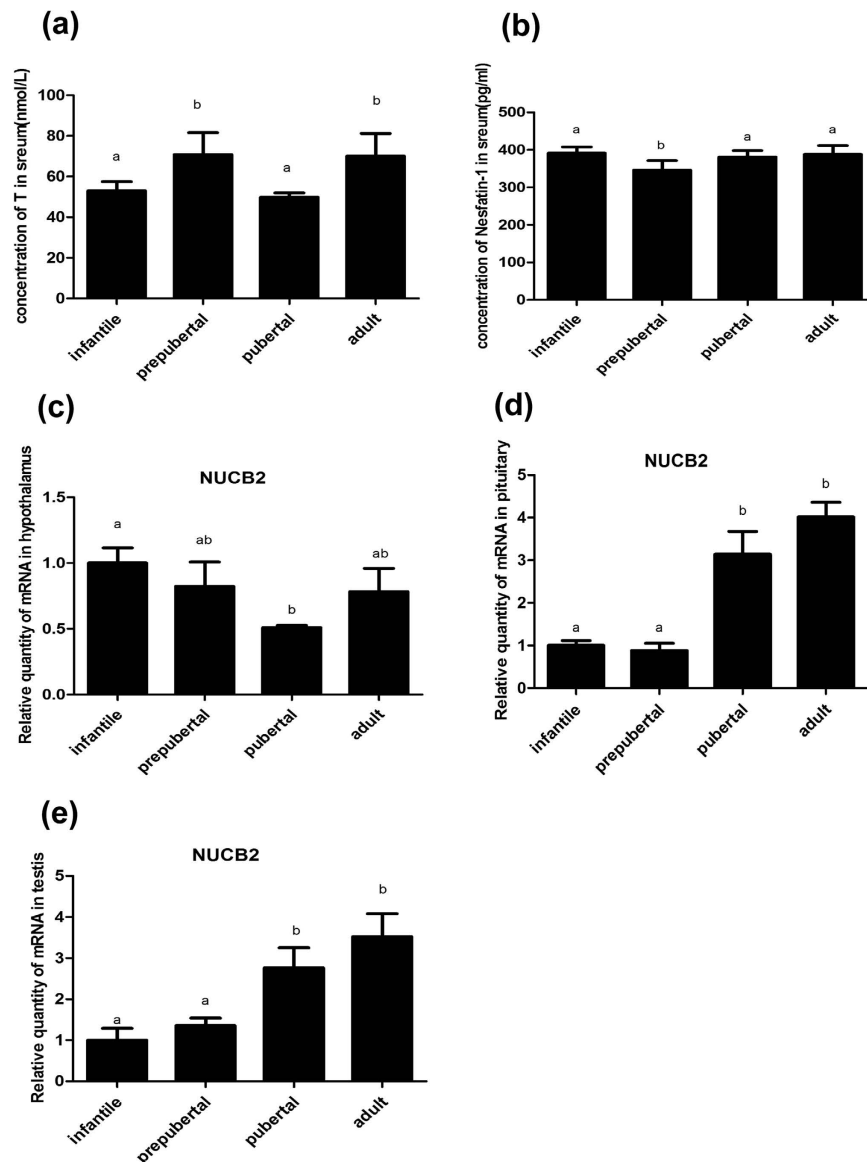 (a)
concentration of T in sreum(nmol/L)
100
80
60
40
20
0
a
b
a
b
infantile
prepubertal
pubertal
adult
(b)
concentration of Nesfatin-1 in sreum(pg/ml)
500
400
300
200
100
0
a
b
a
a
infantile
prepubertal
pubertal
adult
(c)
NUCB2
Relative quantity of mRNA in hypothalamus
1.5
1.0
0.5
0.0
a
ab
b
ab
infantile
prepubertal
pubertal
adult
(d)
NUCB2
Relative quantity of mRNA in pituitary
5
4
3
2
1
0
a
a
b
b
infantile
prepubertal
pubertal
adult
(e)
NUCB2
Relative quantity of mRNA in testis
5
4
3
2
1
0
a
a
b
b
infantile
prepubertal
pubertal
adult